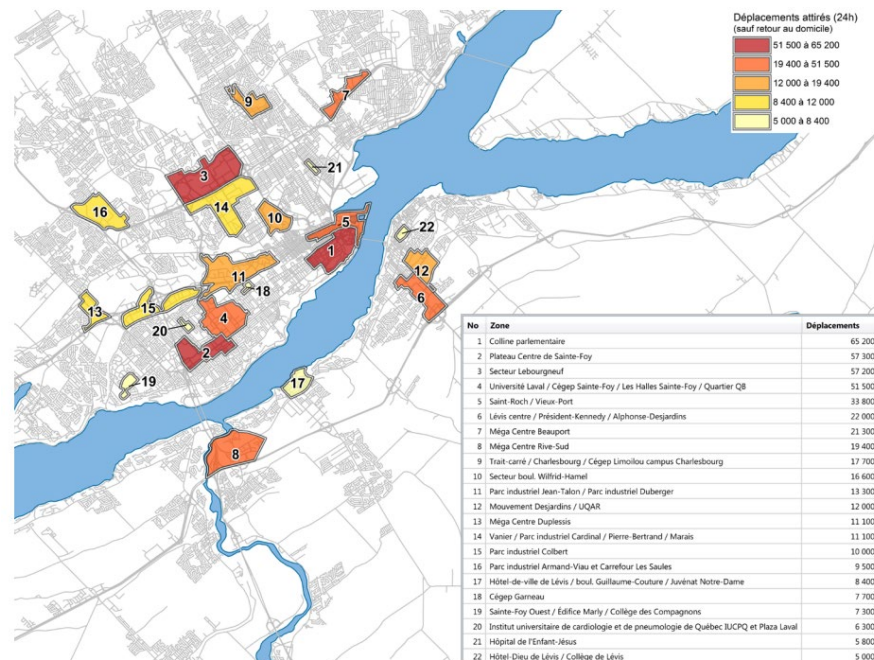 Déplacements attirés (24h)
(sauf retour au domicile)
51 500 à 65 200
19 400 à 51 500
12 000 à 19 400
8 400 à 12 000
5 000 à 8 400
9
7
3
21
16
14
10
5
22
1
11
12
18
6
13
15
4
20
2
19
17
8
No Zone Déplacements
1 Colline parlementaire 65 200
2 Plateau Centre de Sainte-Foy 57 300
3 Secteur Lebourgneuf 57 200
4 Université Laval / Cégep Sainte-Foy / Les Halles Sainte-Foy / Quartier QB 51 500
5 Saint-Roch / Vieux-Port 33 800
6 Lévis centre / Président-Kennedy / Alphonse-Desjardins 22 000
7 Méga Centre Beauport 21 300
8 Méga Centre Rive-Sud 19 400
9 Trait-carré / Charlesbourg / Cégep Limoilou campus Charlesbourg 17 700
10 Secteur boul. Wilfrid-Hamel 16 600
11 Parc industriel Jean-Talon / Parc industriel Duberger 13 300
12 Mouvement Desjardins / UQAR 12 000
13 Méga Centre Duplessis 11 100
14 Vanier / Parc industriel Cardinal / Pierre-Bertrand / Marais 11 100
15 Parc industriel Colbert 10 000
16 Parc industriel Armand-Viau et Carrefour Les Saules 9 500
17 Hôtel-de-ville de Lévis / boul. Guillaume-Couture / Juvénat Notre-Dame 8 400
18 Cégep Garneau 7 700
19 Sainte-Foy Ouest / Édifice Marly / Collège des Compagnons 7 300
20 Institut universitaire de cardiologie et de pneumologie de Québec IUCPQ et Plaza Laval 6 300
21 Hôpital de l'Enfant-Jésus 5 800
22 Hôtel-Dieu de Lévis / Collège de Lévis 5 000